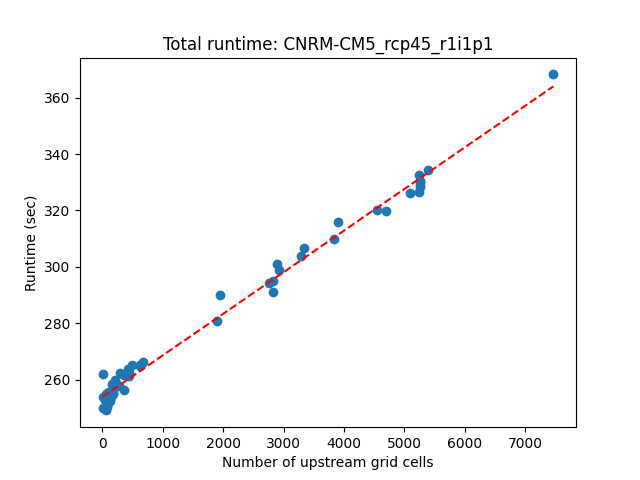 Total runtime: CNRM-CM5_rcp45_r1i1p1
360
340
320
300
280
260
Runtime (sec)
0 1000 2000 3000 4000 5000 6000 7000
Number of upstream grid cells